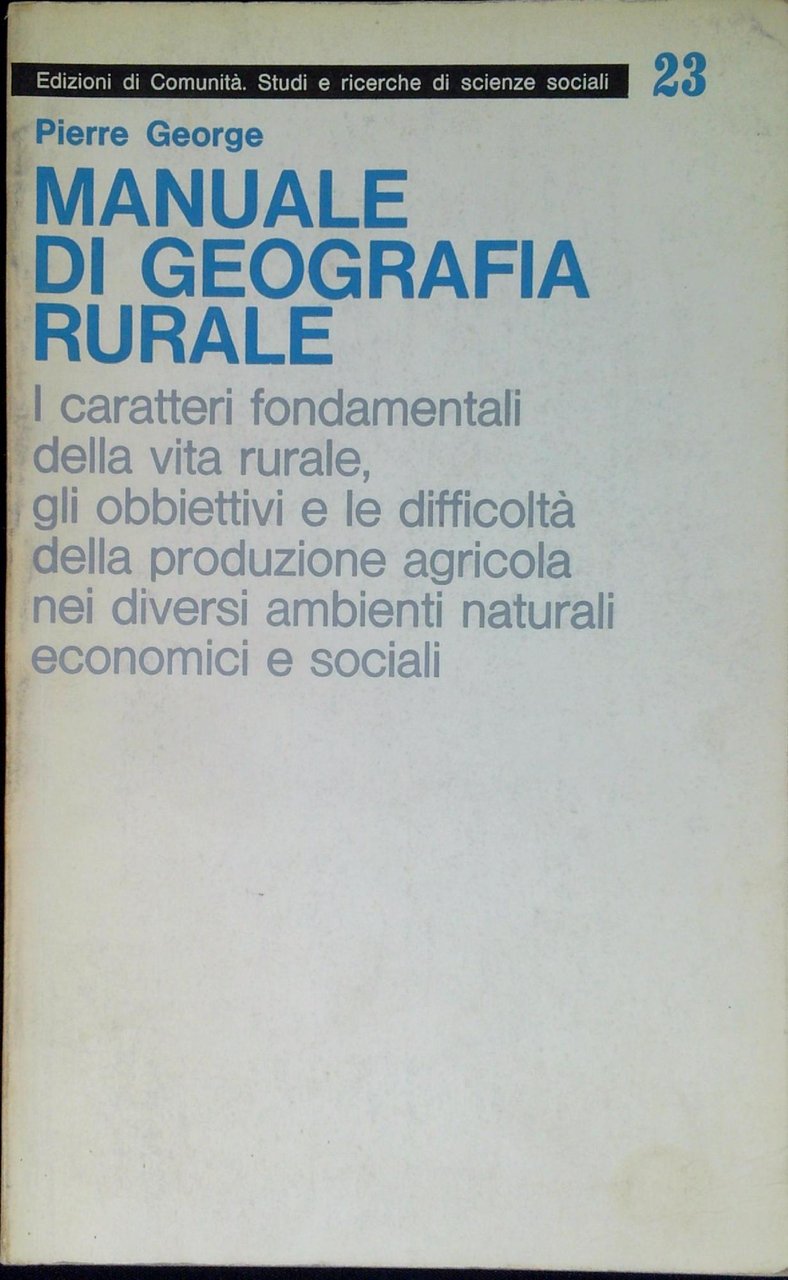 Edizioni di Comunità. Studi e ricerche di scienze sociali 23
Pierre George
MANUALE
DI GEOGRAFIA
RURALE
I caratteri fondamentali
della vita rurale,
gli obbiettivi e le difficoltà
della produzione agricola
nei diversi ambienti naturali
economici e sociali